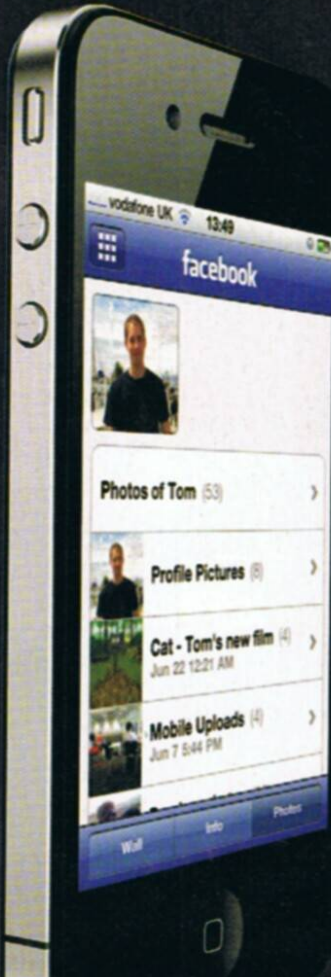 vodafone UK 13:49
facebook
Photos of Tom (53)
Profile Pictures (8)
Cat - Tom's new film (4)
Jun 22 12:21 AM
Mobile Uploads (4)
Jun 7 5:44 PM
Wall Info Photos